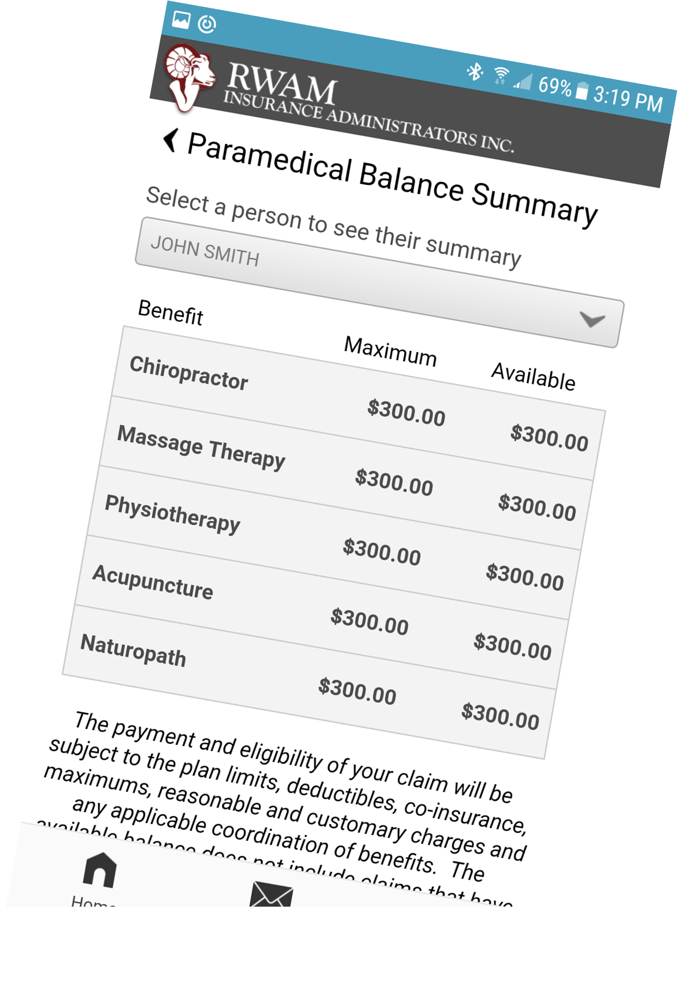 69% 3:19 PM
RWAM
INSURANCE ADMINISTRATORS INC.
Paramedical Balance Summary
Select a person to see their summary
JOHN SMITH
Benefit Maximum Available
Chiropractor $300.00 $300.00
Massage Therapy $300.00 $300.00
Physiotherapy $300.00 $300.00
Acupuncture $300.00 $300.00
Naturopath $300.00 $300.00
The payment and eligibility of your claim will be
subject to the plan limits, deductibles, co-insurance,
maximums, reasonable and customary charges and
any applicable coordination of benefits. The
available balance does not include claims that have
Home